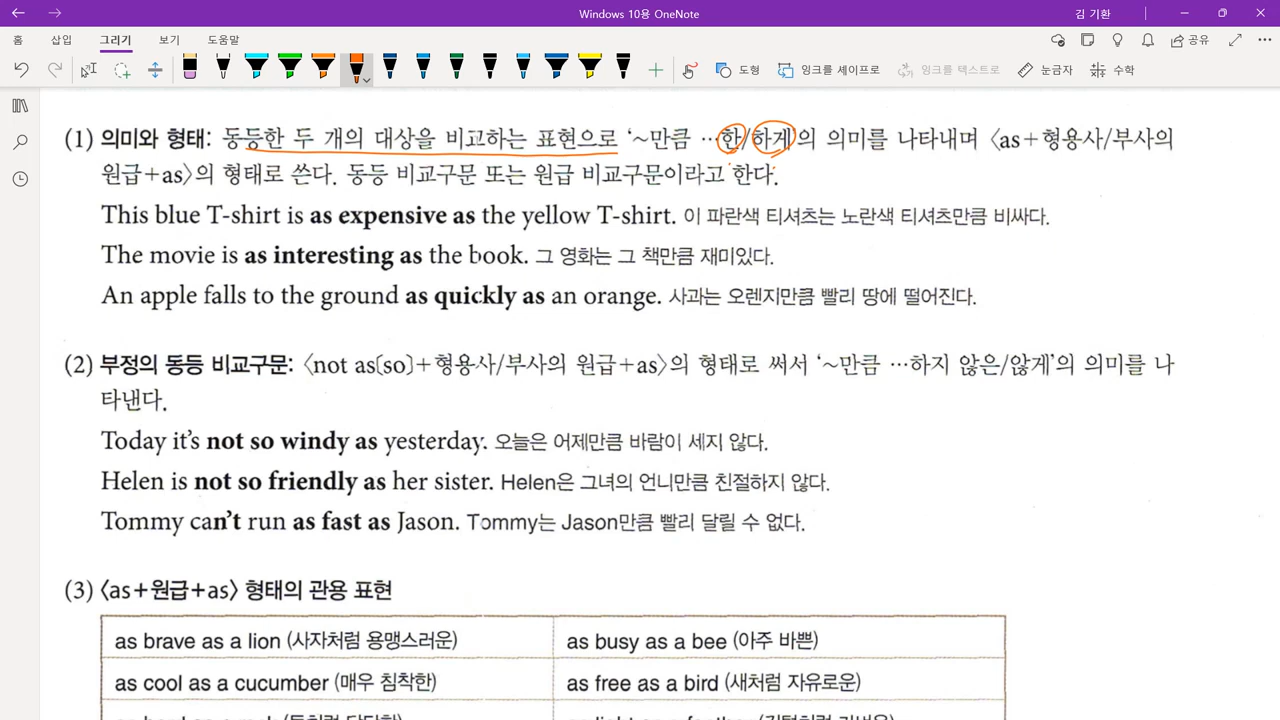 Windows 10용 OneNote
김 기환
홈 삽입 그리기 보기 도움말
공유
도형 잉크를 셰이프로 잉크를 텍스트로 눈금자 수학
(1) 의미와 형태: 동등한 두 개의 대상을 비교하는 표현으로 ‘~만큼 …한/하게’의 의미를 나타내며 〈as+형용사/부사의
원급+as〉의 형태로 쓴다. 동등 비교구문 또는 원급 비교구문이라고 한다.
This blue T-shirt is as expensive as the yellow T-shirt. 이 파란색 티셔츠는 노란색 티셔츠만큼 비싸다.
The movie is as interesting as the book. 그 영화는 그 책만큼 재미있다.
An apple falls to the ground as quickly as an orange. 사과는 오렌지만큼 빨리 땅에 떨어진다.
(2) 부정의 동등 비교구문: 〈not as〔so〕+형용사/부사의 원급+as〉의 형태로 써서 ‘~만큼 …하지 않은/않게’의 의미를 나
타낸다.
Today it’s not so windy as yesterday. 오늘은 어제만큼 바람이 세지 않다.
Helen is not so friendly as her sister. Helen은 그녀의 언니만큼 친절하지 않다.
Tommy can’t run as fast as Jason. Tommy는 Jason만큼 빨리 달릴 수 없다.
(3) 〈as+원급+as〉 형태의 관용 표현
as brave as a lion (사자처럼 용맹스러운) as busy as a bee (아주 바쁜)
as cool as a cucumber (매우 침착한) as free as a bird (새처럼 자유로운)